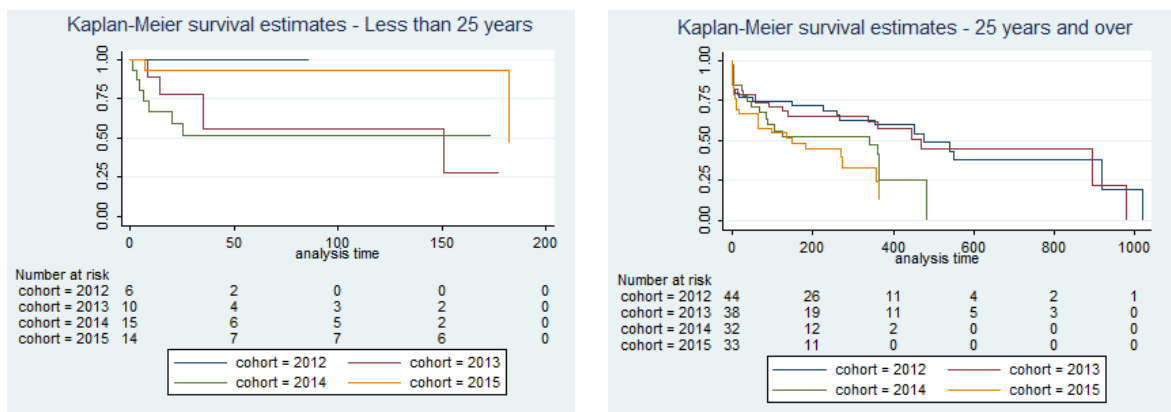 Kaplan-Meier survival estimates - Less than 25 years
1.00
0.75
0.50
0.25
0.00
0 50 100 150 200
analysis time
Number at risk
cohort = 2012 6 2 0 0 0
cohort = 2013 10 4 3 2 0
cohort = 2014 15 6 5 2 0
cohort = 2015 14 7 7 6 0
cohort = 2012 cohort = 2013
cohort = 2014 cohort = 2015
Kaplan-Meier survival estimates - 25 years and over
1.00
0.75
0.50
0.25
0.00
0 200 400 600 800 1000
analysis time
Number at risk
cohort = 2012 44 26 11 4 2 1
cohort = 2013 38 19 11 5 3 0
cohort = 2014 32 12 2 0 0 0
cohort = 2015 33 11 0 0 0 0
cohort = 2012 cohort = 2013
cohort = 2014 cohort = 2015